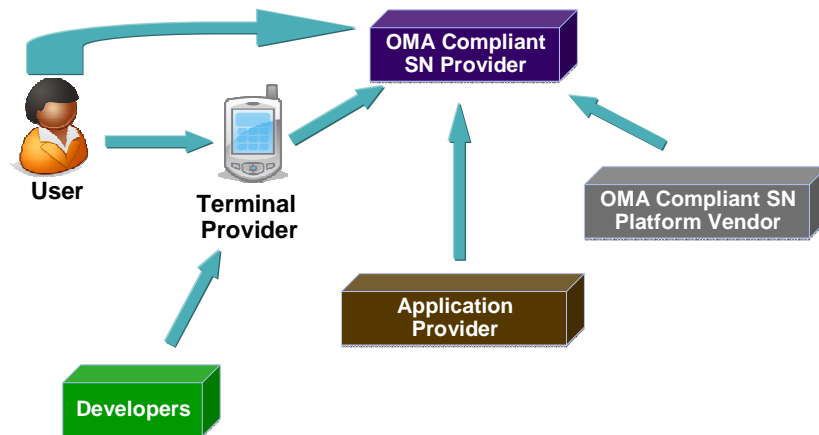 OMA Compliant
SN Provider
User
Terminal
Provider
OMA Compliant SN
Platform Vendor
Application
Provider
Developers